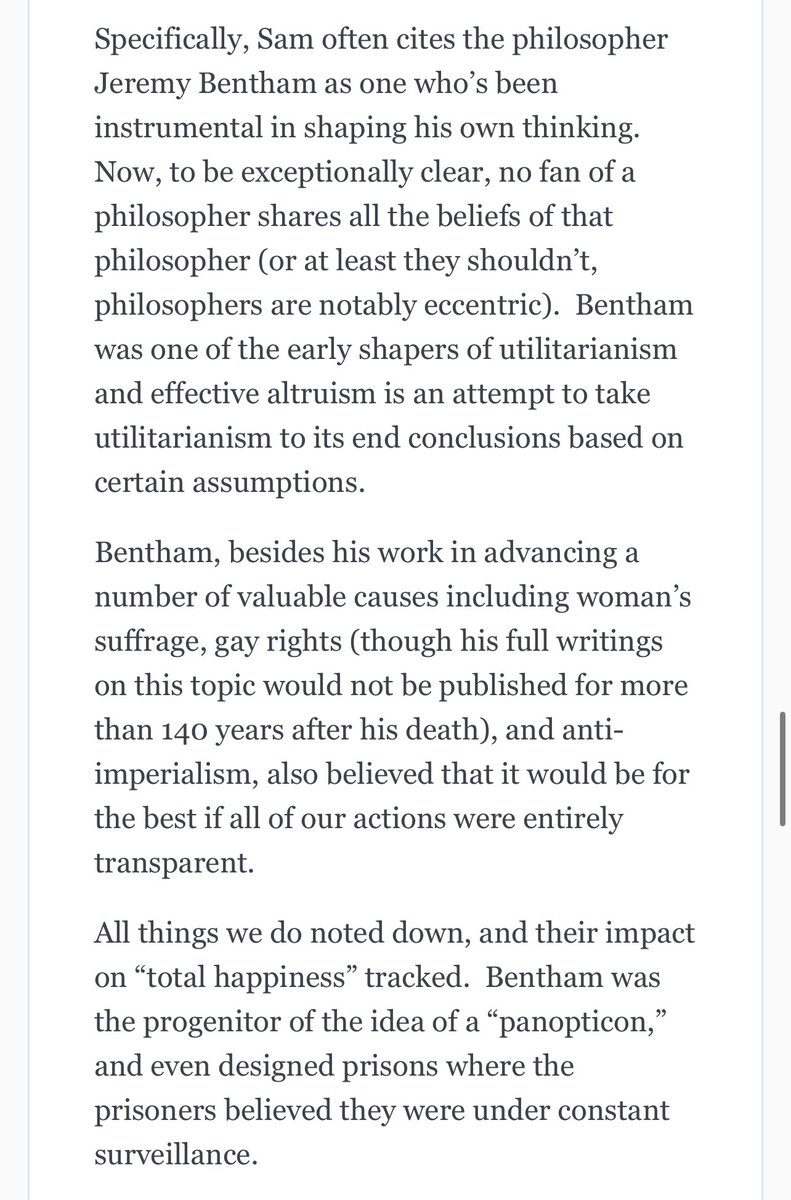 Specifically, Sam often cites the philosopher
Jeremy Bentham as one who’s been
instrumental in shaping his own thinking.
Now, to be exceptionally clear, no fan of a
philosopher shares all the beliefs of that
philosopher (or at least they shouldn’t,
philosophers are notably eccentric).  Bentham
was one of the early shapers of utilitarianism
and effective altruism is an attempt to take
utilitarianism to its end conclusions based on
certain assumptions.
Bentham, besides his work in advancing a
number of valuable causes including woman’s
suffrage, gay rights (though his full writings
on this topic would not be published for more
than 140 years after his death), and anti-
imperialism, also believed that it would be for
the best if all of our actions were entirely
transparent.
All things we do noted down, and their impact
on “total happiness” tracked.  Bentham was
the progenitor of the idea of a “panopticon,”
and even designed prisons where the
prisoners believed they were under constant
surveillance.